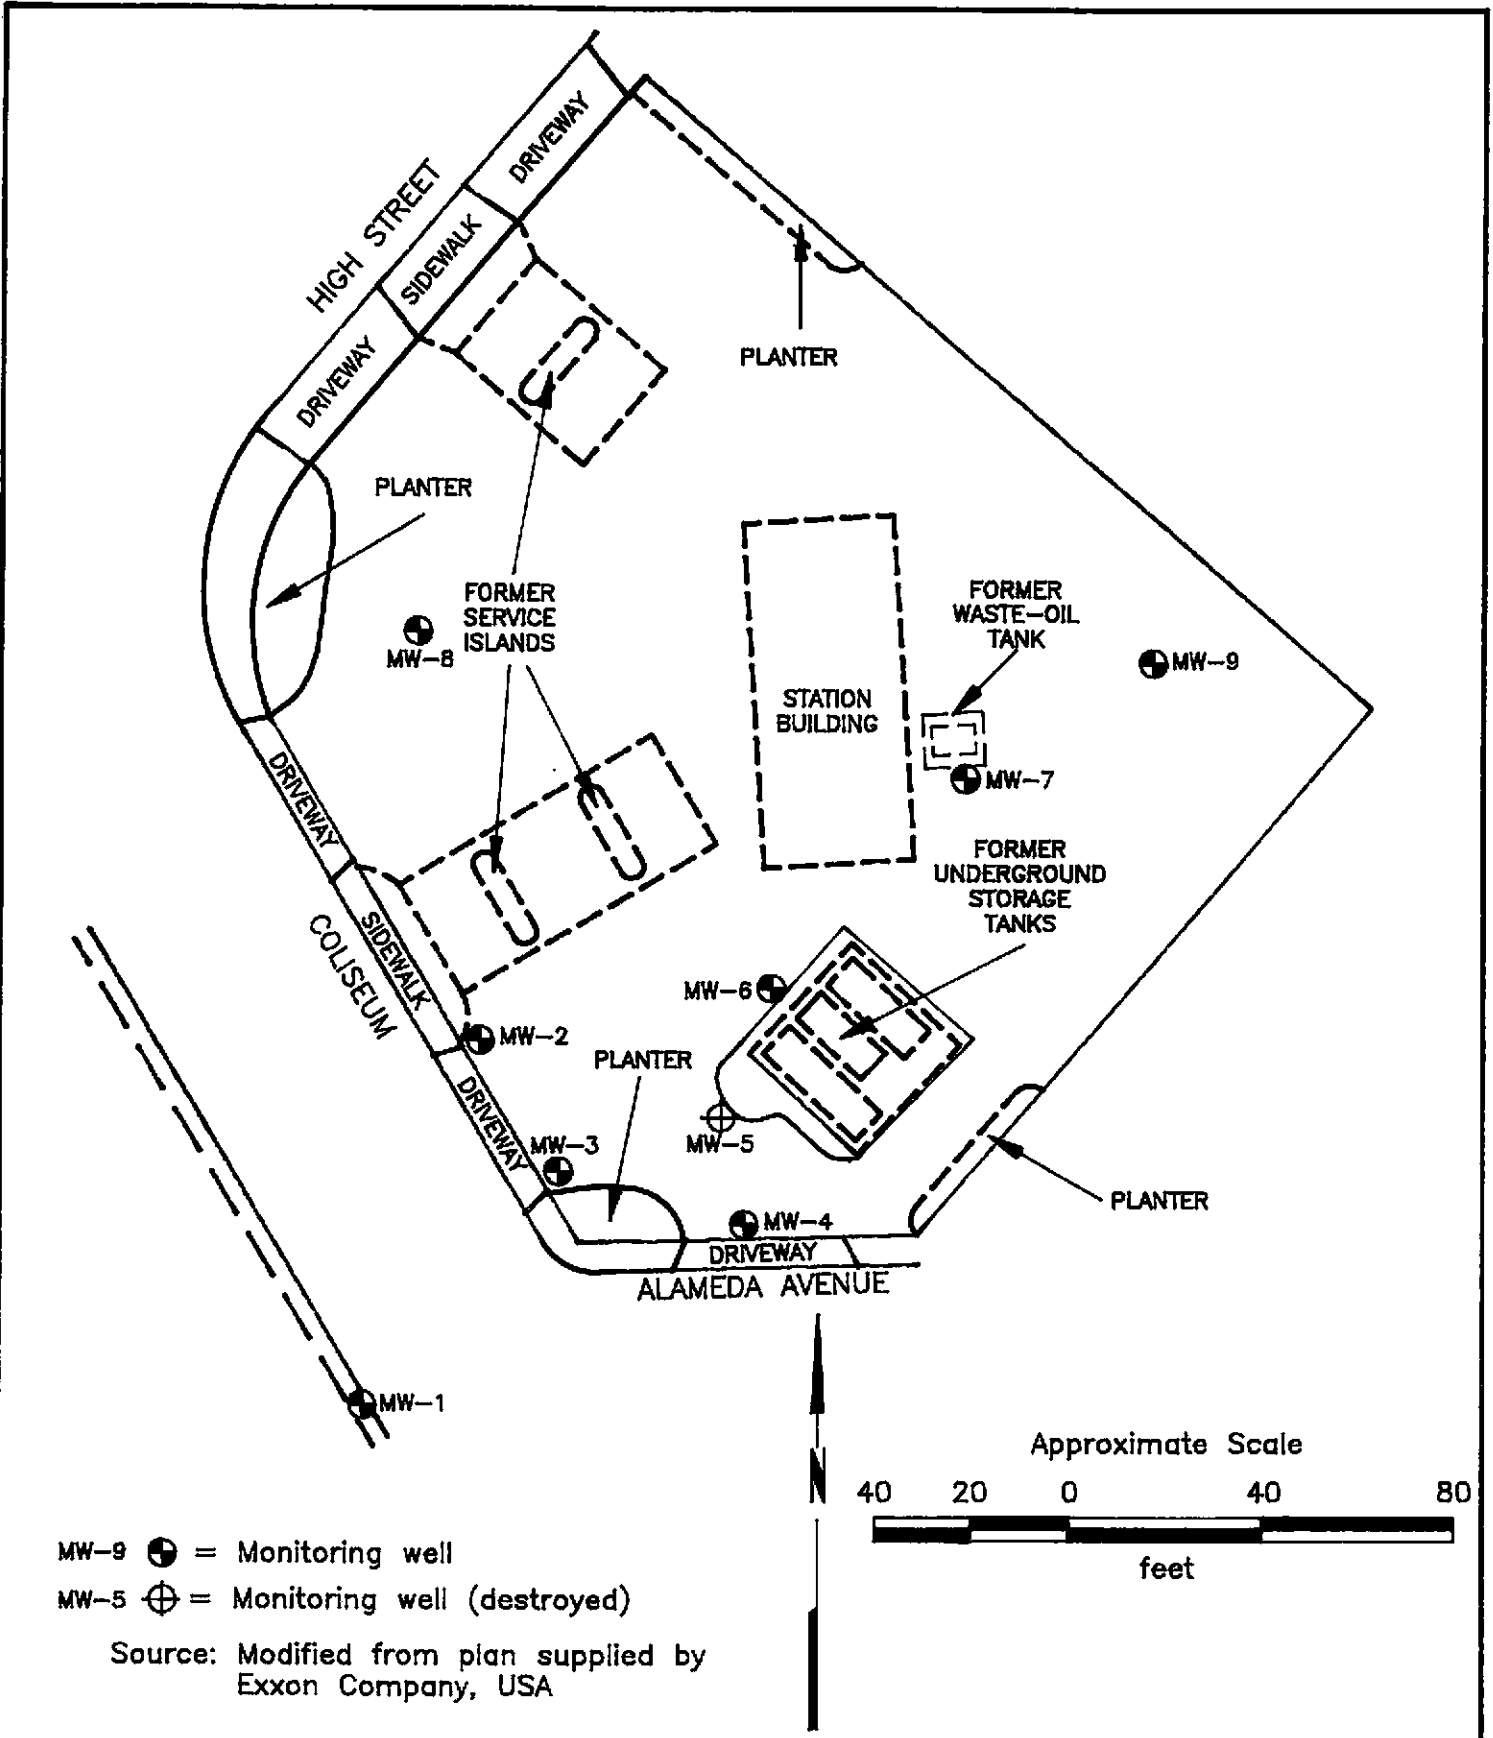 DRIVEWAY
HIGH STREET
SIDEWALK
DRIVEWAY
PLANTER
PLANTER
FORMER
SERVICE
ISLANDS
MW-8
FORMER
WASTE-OIL
TANK
MW-9
STATION
BUILDING
MW-7
DRIVEWAY
FORMER
UNDERGROUND
STORAGE
TANKS
SIDEWALK
COLISEUM
MW-6
MW-2
PLANTER
DRIVEWAY
MW-5
MW-3
PLANTER
MW-4
DRIVEWAY
ALAMEDA AVENUE
MW-1
N
Approximate Scale
40 20 0 40 80
feet
MW-9 = Monitoring well
MW-5 = Monitoring well (destroyed)
Source: Modified from plan supplied by
Exxon Company, USA